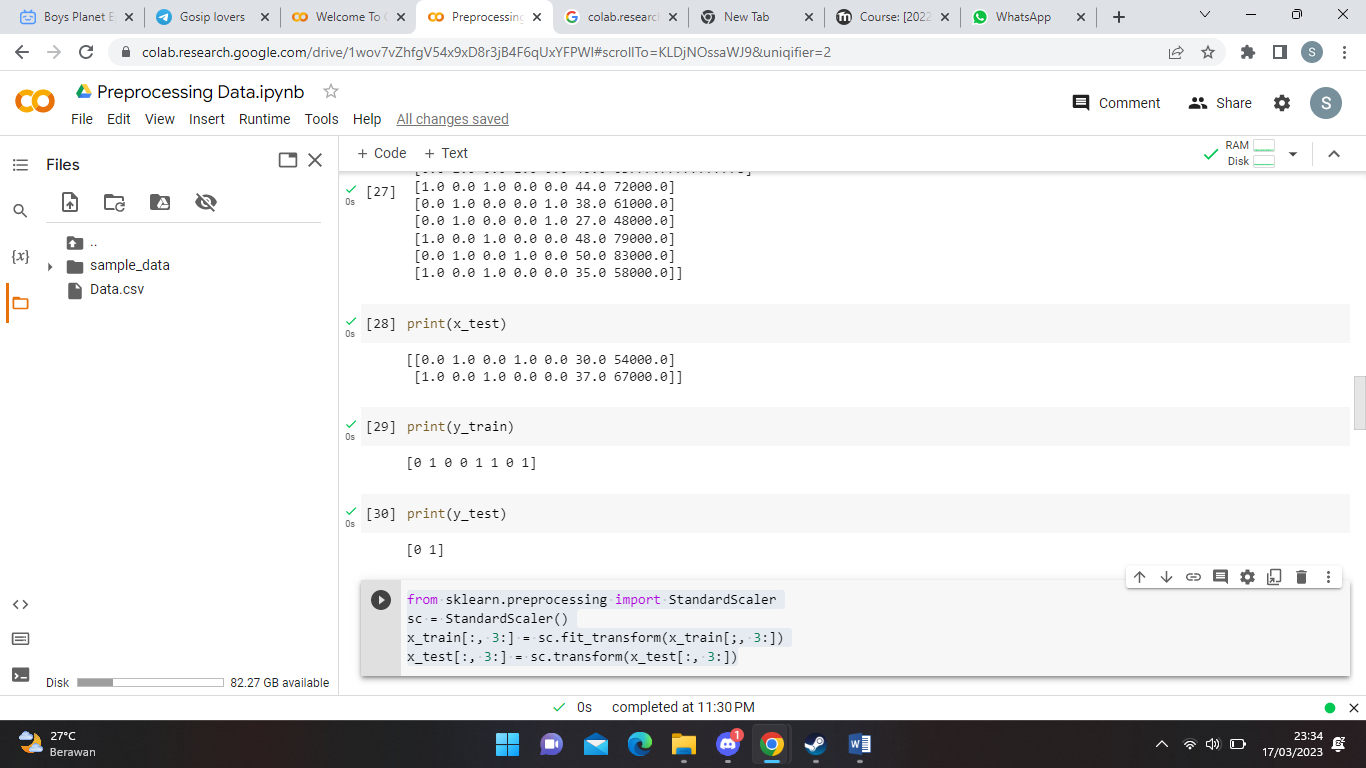 Boys Planet E
Gosip lovers
Welcome To C
Preprocessing
colab.researc
New Tab
Course: [2022
WhatsApp
colab.research.google.com/drive/1wov7vZhfgV54x9xD8r3jB4F6qUxYFPWl#scrollTo=KLDjNOssaWJ9&uniqifier=2
S
Preprocessing Data.ipynb
File Edit View Insert Runtime Tools Help All changes saved
Comment Share S
Files
..
sample_data
Data.csv
{x}
Disk 82.27 GB available
+ Code + Text
RAM
Disk
[27] [1.0 0.0 1.0 0.0 0.0 44.0 72000.0]
0s
[0.0 1.0 0.0 0.0 1.0 38.0 61000.0]
[0.0 1.0 0.0 0.0 1.0 27.0 48000.0]
[1.0 0.0 1.0 0.0 0.0 48.0 79000.0]
[0.0 1.0 0.0 1.0 0.0 50.0 83000.0]
[1.0 0.0 1.0 0.0 0.0 35.0 58000.0]]
[28] print(x_test)
0s
[[0.0 1.0 0.0 1.0 0.0 30.0 54000.0]
[1.0 0.0 1.0 0.0 0.0 37.0 67000.0]]
[29] print(y_train)
0s
[0 1 0 0 1 1 0 1]
[30] print(y_test)
0s
[0 1]
from sklearn.preprocessing import StandardScaler
sc = StandardScaler()
x_train[:, 3:] = sc.fit_transform(x_train[;, 3:])
x_test[:, 3:] = sc.transform(x_test[:, 3:])
0s completed at 11:30 PM
27°C
Berawan
1
23:34
17/03/2023